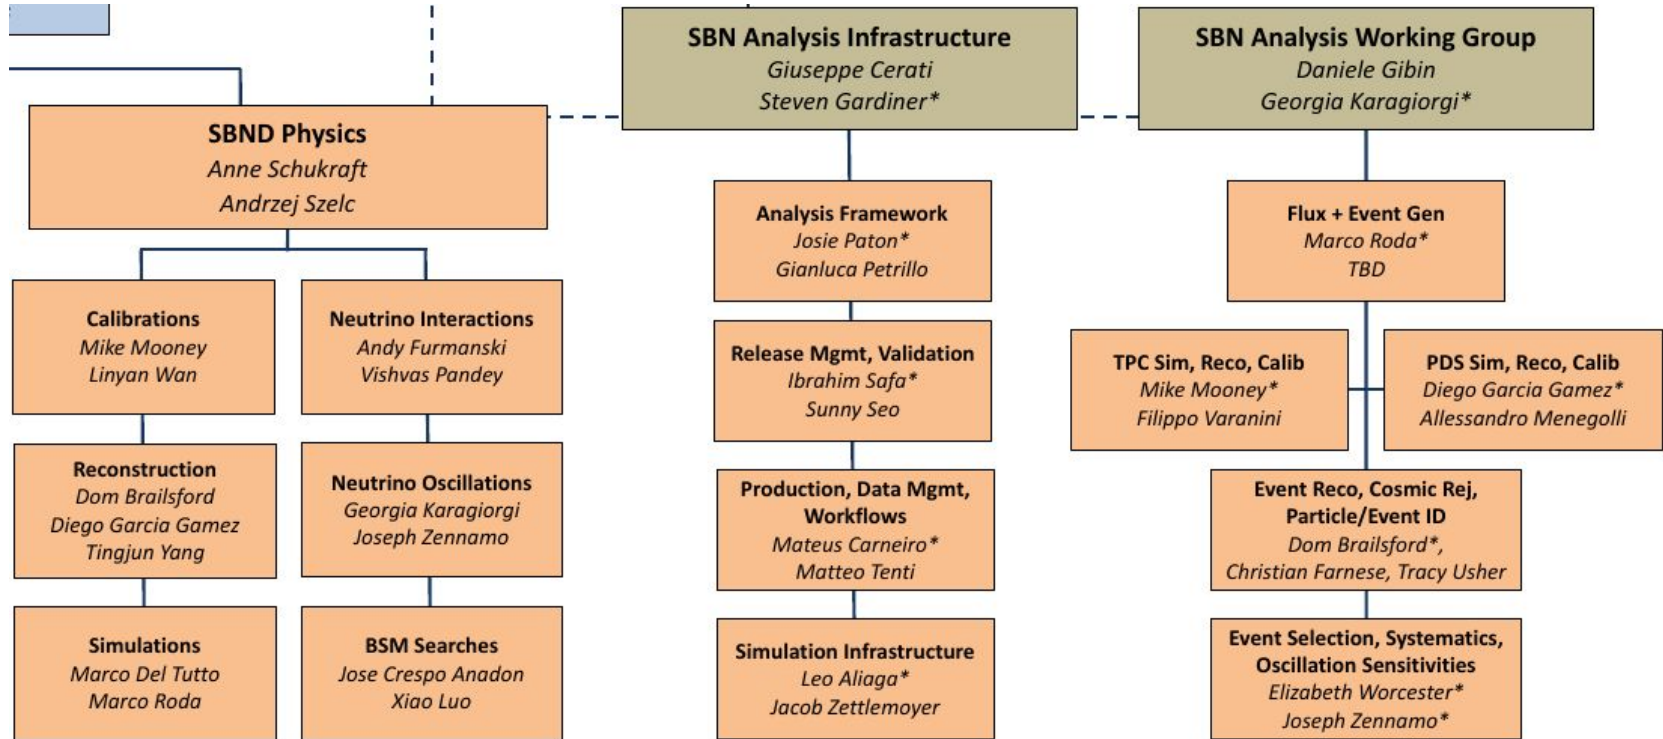 SBN Analysis Infrastructure
Giuseppe Cerati
Steven Gardiner*
SBN Analysis Working Group
Daniele Gibin
Georgia Karagiorgi*
SBND Physics
Anne Schukraft
Andrzej Szelc
Calibrations
Mike Mooney
Linyan Wan
Reconstruction
Dom Brailsford
Diego Garcia Gamez
Tingjun Yang
Simulations
Marco Del Tutto
Marco Roda
Neutrino Interactions
Andy Furmanski
Vishvas Pandey
Neutrino Oscillations
Georgia Karagiorgi
Joseph Zennamo
BSM Searches
Jose Crespo Anadon
Xiao Luo
Analysis Framework
Josie Paton*
Gianluca Petrillo
Release Mgmt, Validation
Ibrahim Safa*
Sunny Seo
Production, Data Mgmt,
Workflows
Mateus Carneiro*
Matteo Tenti
Simulation Infrastructure
Leo Aliaga*
Jacob Zettlemoyer
Flux + Event Gen
Marco Roda*
TBD
TPC Sim, Reco, Calib
Mike Mooney*
Filippo Varanini
PDS Sim, Reco, Calib
Diego Garcia Gamez*
Allessandro Menegolli
Event Reco, Cosmic Rej,
Particle/Event ID
Dom Brailsford*,
Christian Farnese, Tracy Usher
Event Selection, Systematics,
Oscillation Sensitivities
Elizabeth Worcester*
Joseph Zennamo*